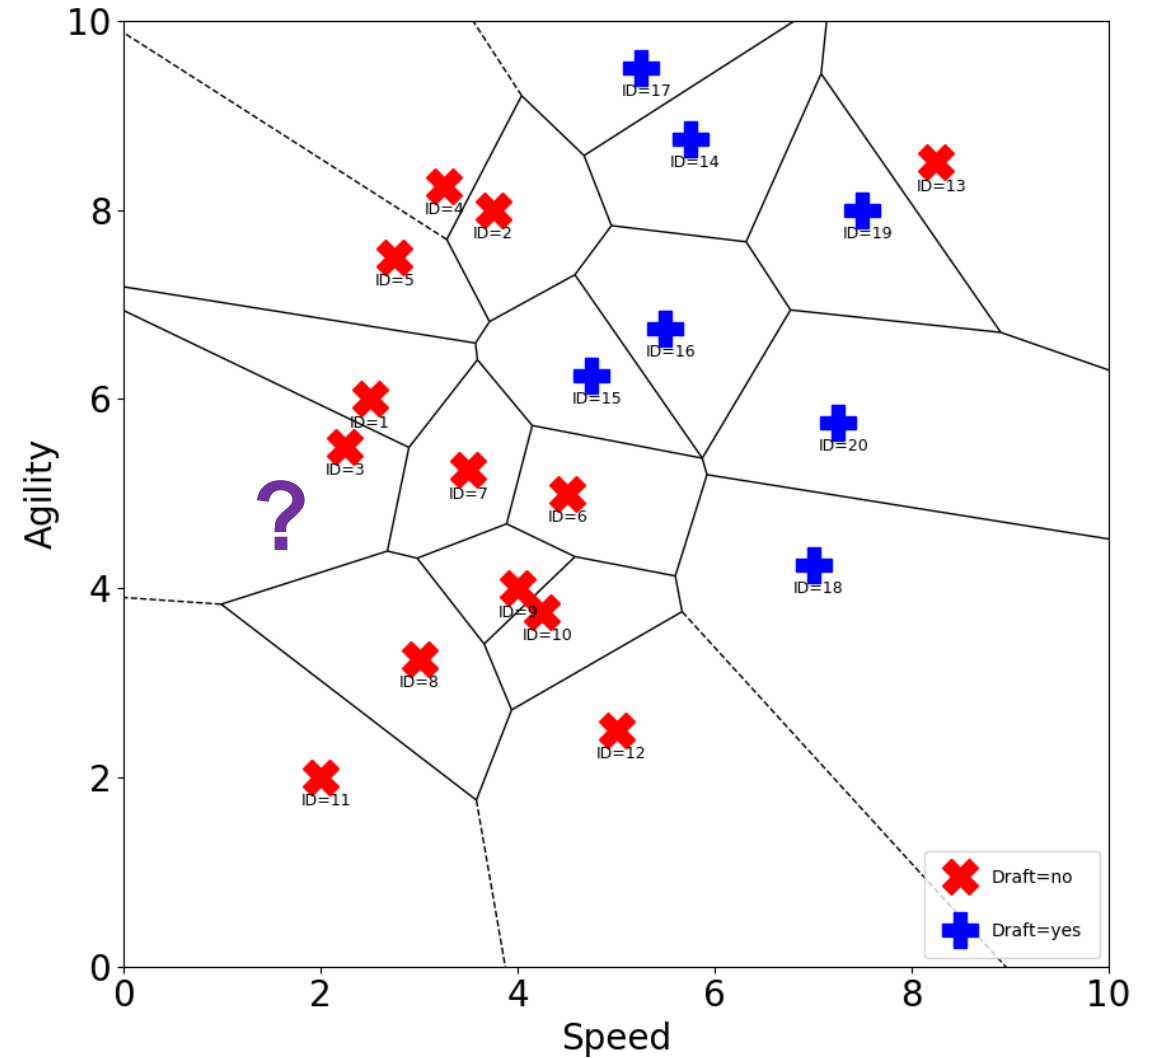 10
8
6
4
2
0
Agility
ID=17
ID=14
ID=13
ID=4
ID=2
ID=19
ID=5
ID=16
ID=15
ID=1
ID=20
ID=3
ID=7
ID=6
?
ID=18
ID=9
ID=10
ID=8
ID=12
ID=11
Draft=no
Draft=yes
0 2 4 6 8 10
Speed